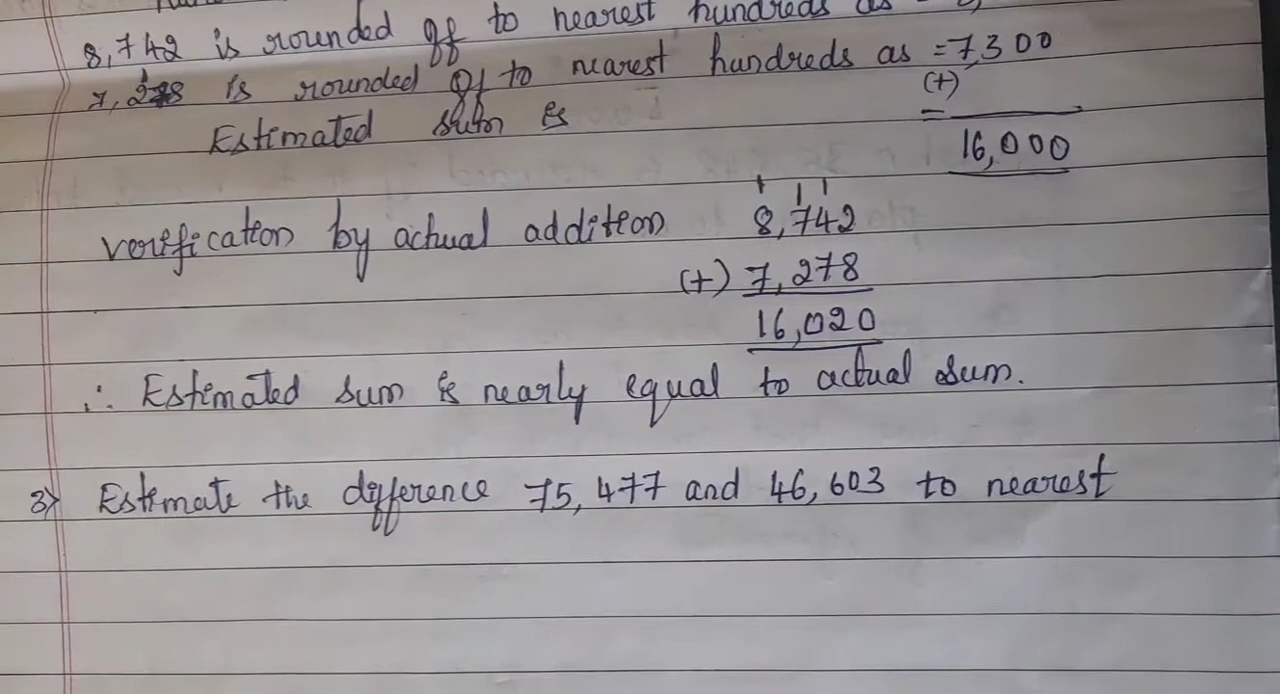 8,742 is rounded off to nearest hundreds as
7,278 is rounded off to nearest hundreds as = 7,300
(+)
Estimated sum is =
16,000
verification by actual addition 8,742
(+) 7,278
16,020
∴ Estimated sum is nearly equal to actual sum.
3) Estimate the difference 75,477 and 46,603 to nearest